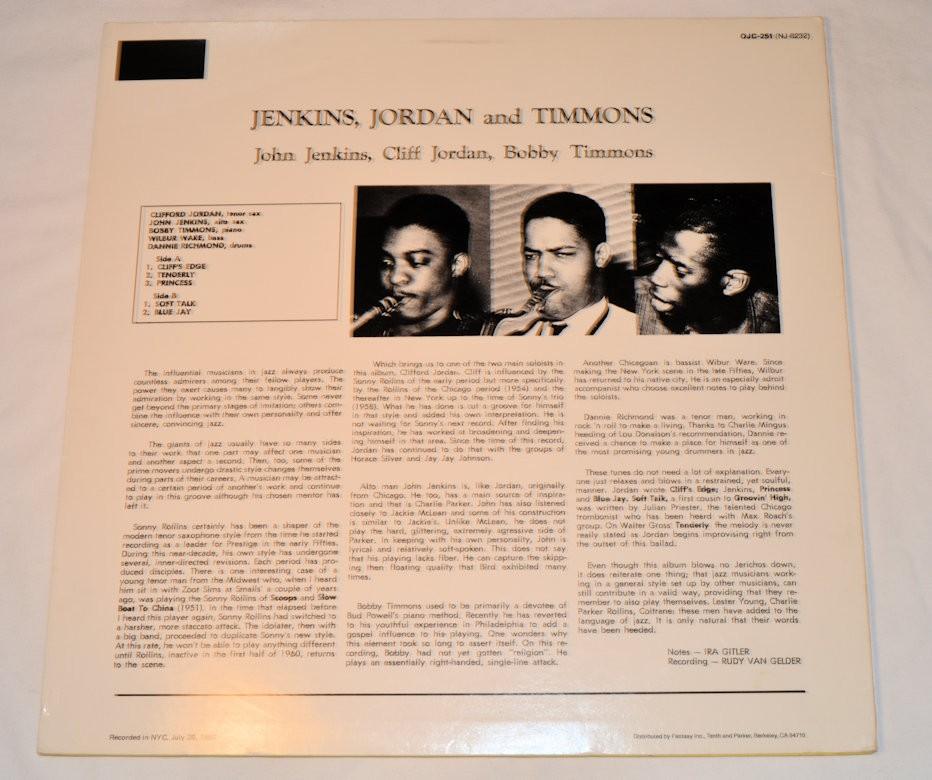 OJC-251 (NJ-8232)
JENKINS, JORDAN and TIMMONS
John Jenkins, Cliff Jordan, Bobby Timmons
CLIFFORD JORDAN, tenor sax
JOHN JENKINS, alto sax
BOBBY TIMMONS, piano
WILBUR WARE, bass
DANNIE RICHMOND, drums
Side A:
1. CLIFF'S EDGE
2. TENDERLY
3. PRINCESS
Side B:
1. SOFT TALK
2. BLUE JAY
The influential musicians in jazz always produce
countless admirers among their fellow players. The
power they exert causes many to tangibly show their
admiration by working in the same style. Some never
get beyond the primary stages of imitation; others com-
bine the influence with their own personality and offer
sincere, convincing jazz.
The giants of jazz usually have so many sides
to their work that one part may affect one musician
and another aspect a second. Then, too, some of the
prime movers undergo drastic style changes themselves
during parts of their careers. A musician may be attach-
ed to a certain period of another's work and continue
to play in this groove although his chosen mentor has
left it.
Sonny Rollins certainly has been a shaper of the
modern tenor saxophone style from the time he started
recording as a leader for Prestige in the early Fifties.
During this near-decade, his own style has undergone
several, inner-directed revisions. Each period has pro-
duced disciples. There is one interesting case of a
young tenor man from the Midwest who, when I heard
him sit in with Zoot Sims at Smalls' a couple of years
ago, was playing the Sonny Rollins of Scoops and Slow
Boat To China (1951). In the time that elapsed before
I heard this player again, Sonny Rollins had switched to
a harsher, more staccato attack. The idolater, then with
a big band, proceeded to duplicate Sonny's new style.
At this rate, he won't be able to play anything different
until Rollins, inactive in the first half of 1960, returns
to the scene.
Which brings us to one of the two main soloists in
this album, Clifford Jordan. Cliff is influenced by the
Sonny Rollins of the early period but more specifically
by the Rollins of the Chicago period (1954) and the
thereafter in New York up to the time of Sonny's trio
(1958). What he has done is cut a groove for himself
in that style and added his own interpretation. He is
not waiting for Sonny's next record. After finding his
inspiration, he has worked at broadening and deepen-
ing himself in that area. Since the time of this record,
Jordan has continued to do that with the groups of
Horace Silver and Jay Jay Johnson.
Alto man John Jenkins is, like Jordan, originally
from Chicago. He too, has a main source of inspira-
tion and that is Charlie Parker. John has also listened
closely to Jackie McLean and some of his construction
is similar to Jackie's. Unlike McLean, he does not
play the hard, glittering, extremely agressive side of
Parker. In keeping with his own personality, John is
lyrical and relatively soft-spoken. This does not say
that his playing lacks fiber. He can capture the skipp-
ing then floating quality that Bird exhibited many
times.
Bobby Timmons used to be primarily a devotee of
Bud Powell's piano method. Recently he has reverted
to his youthful experience in Philadelphia to add a
gospel influence to his playing. One wonders why
this element took so long to assert itself. On this re-
cording, Bobby had not yet gotten "religion". He
plays an essentially right-handed, single-line attack.
Another Chicagoan is bassist Wilbur Ware. Since
making the New York scene in the late Fifties, Wilbur
has returned to his native city. He is an especially adroit
accompanist who choose excellent notes to play behind
the soloists.
Dannie Richmond was a tenor man, working in
rock 'n roll to make a living. Thanks to Charlie Mingus
heeding of Lou Donalson's recommendation, Dannie re-
ceived a chance to make a place for himself as one of
the most promising young drummers in jazz.
These tunes do not need a lot of explanation. Every-
one just relaxes and blows in a restrained, yet soulful,
manner. Jordan wrote Cliff's Edge; Jenkins, Princess
and Blue Jay. Soft Talk, a first cousin to Groovin' High,
was written by Julian Priester, the talented Chicago
trombonist who has been heard with Max Roach's
group. On Walter Gross' Tenderly the melody is never
really stated as Jordan begins improvising right from
the outset of this ballad.
Even though this album blows no Jerichos down,
it does reiterate one thing; that jazz musicians work-
ing in a general style set up by other musicians, can
still contribute in a valid way, providing that they re-
member to also play themselves. Lester Young, Charlie
Parker Rollins, Coltrane; these men have added to the
language of jazz. It is only natural that their words
have been heeded.
Notes — IRA GITLER
Recording — RUDY VAN GELDER
Recorded in NYC, July 26,
Distributed by Fantasy Inc., Tenth and Parker, Berkeley, CA 94710